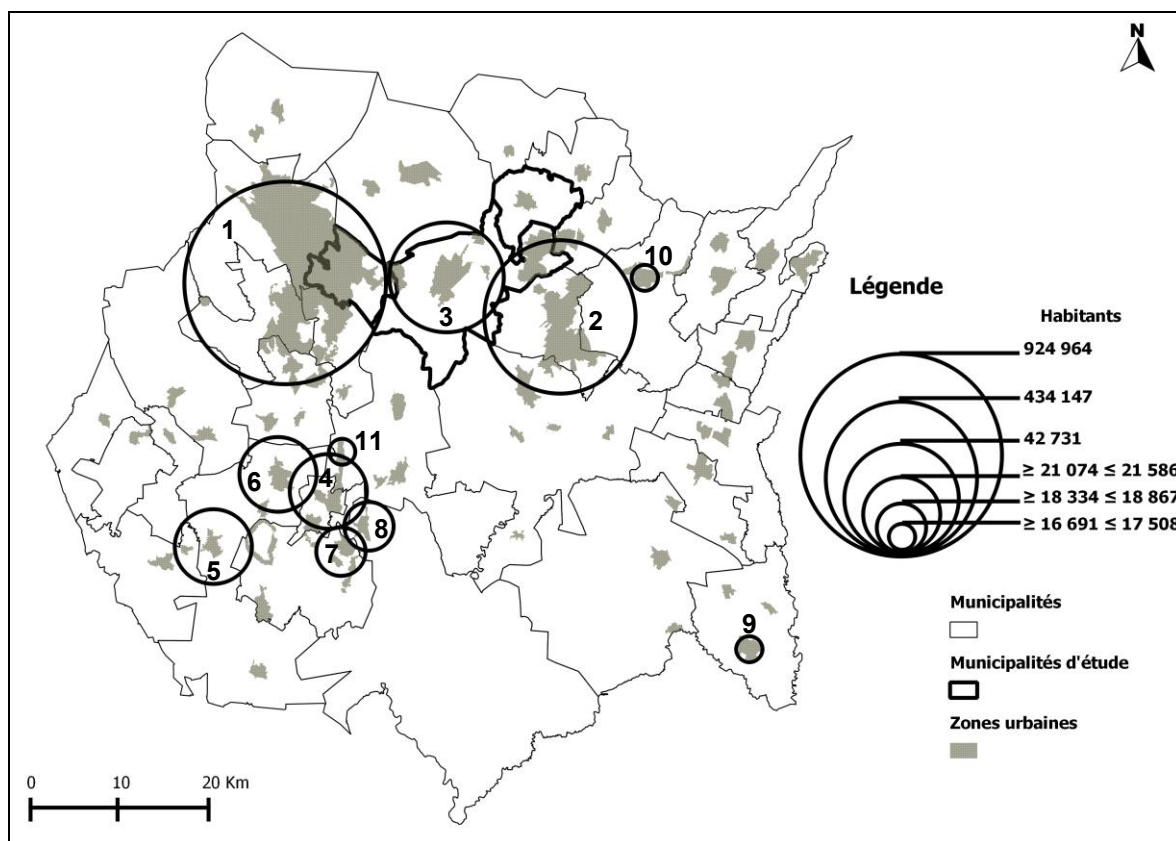 N
1
10
2
3
Légende
Habitants
924 964
434 147
42 731
≥ 21 074 ≤ 21 586
≥ 18 334 ≤ 18 867
≥ 16 691 ≤ 17 508
11
6
4
8
7
5
9
Municipalités
Municipalités d'étude
Zones urbaines
0 10 20 Km